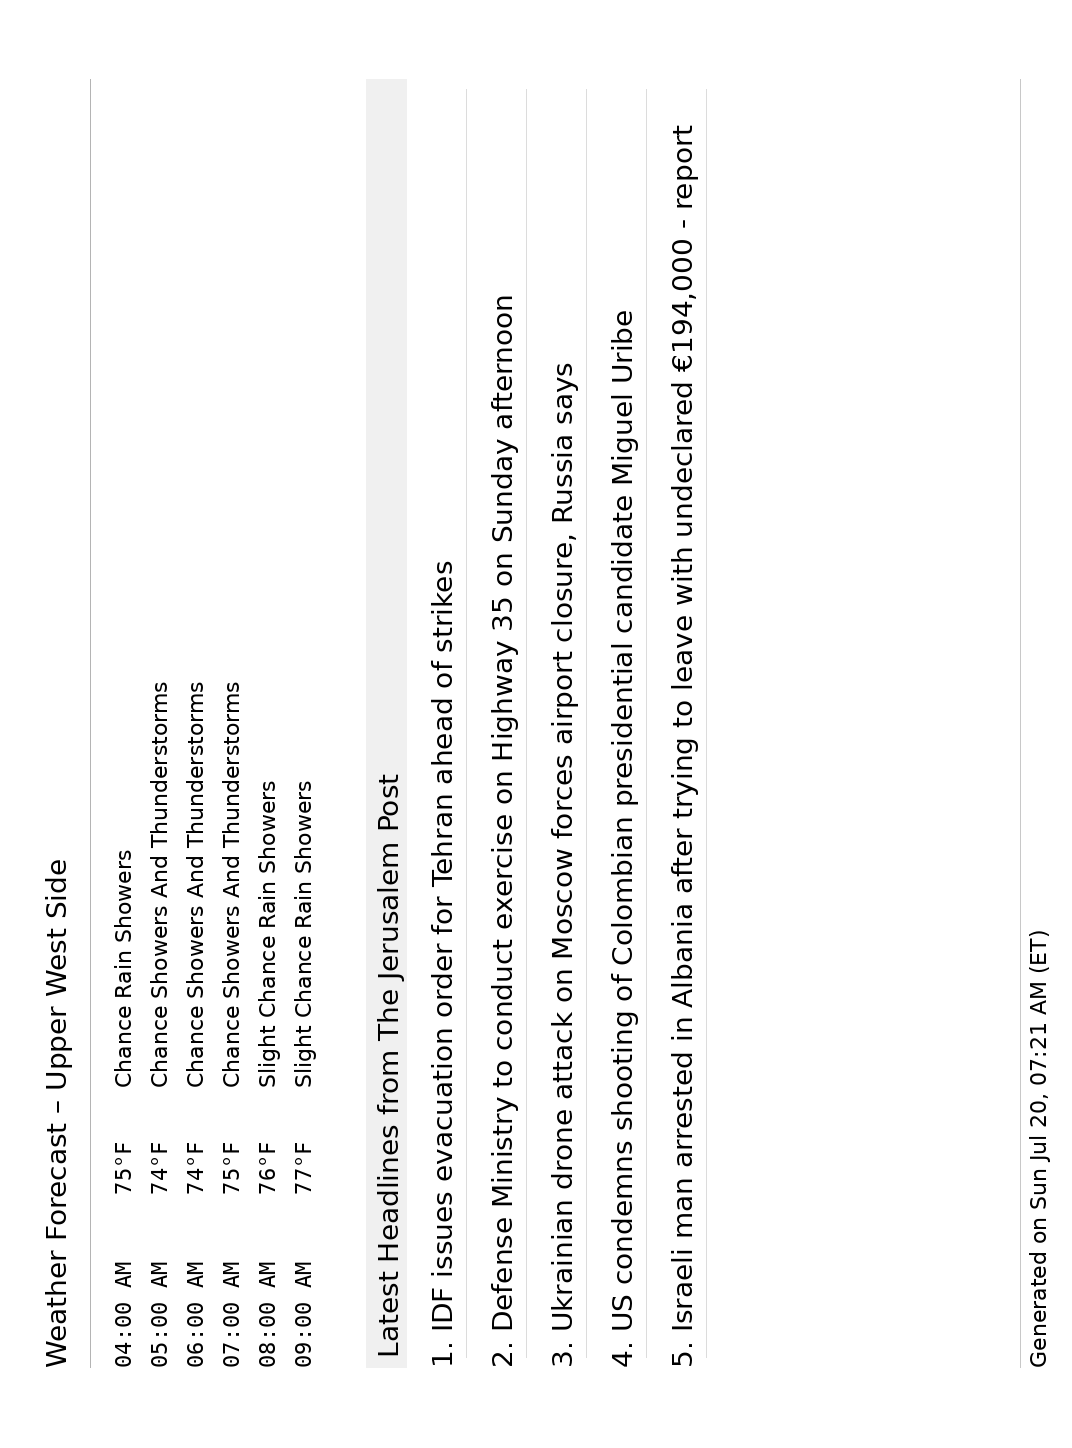 Weather Forecast – Upper West Side
04:00 AM 75°F Chance Rain Showers
05:00 AM 74°F Chance Showers And Thunderstorms
06:00 AM 74°F Chance Showers And Thunderstorms
07:00 AM 75°F Chance Showers And Thunderstorms
08:00 AM 76°F Slight Chance Rain Showers
09:00 AM 77°F Slight Chance Rain Showers
Latest Headlines from The Jerusalem Post
1. IDF issues evacuation order for Tehran ahead of strikes
2. Defense Ministry to conduct exercise on Highway 35 on Sunday afternoon
3. Ukrainian drone attack on Moscow forces airport closure, Russia says
4. US condemns shooting of Colombian presidential candidate Miguel Uribe
5. Israeli man arrested in Albania after trying to leave with undeclared €194,000 - report
Generated on Sun Jul 20, 07:21 AM (ET)